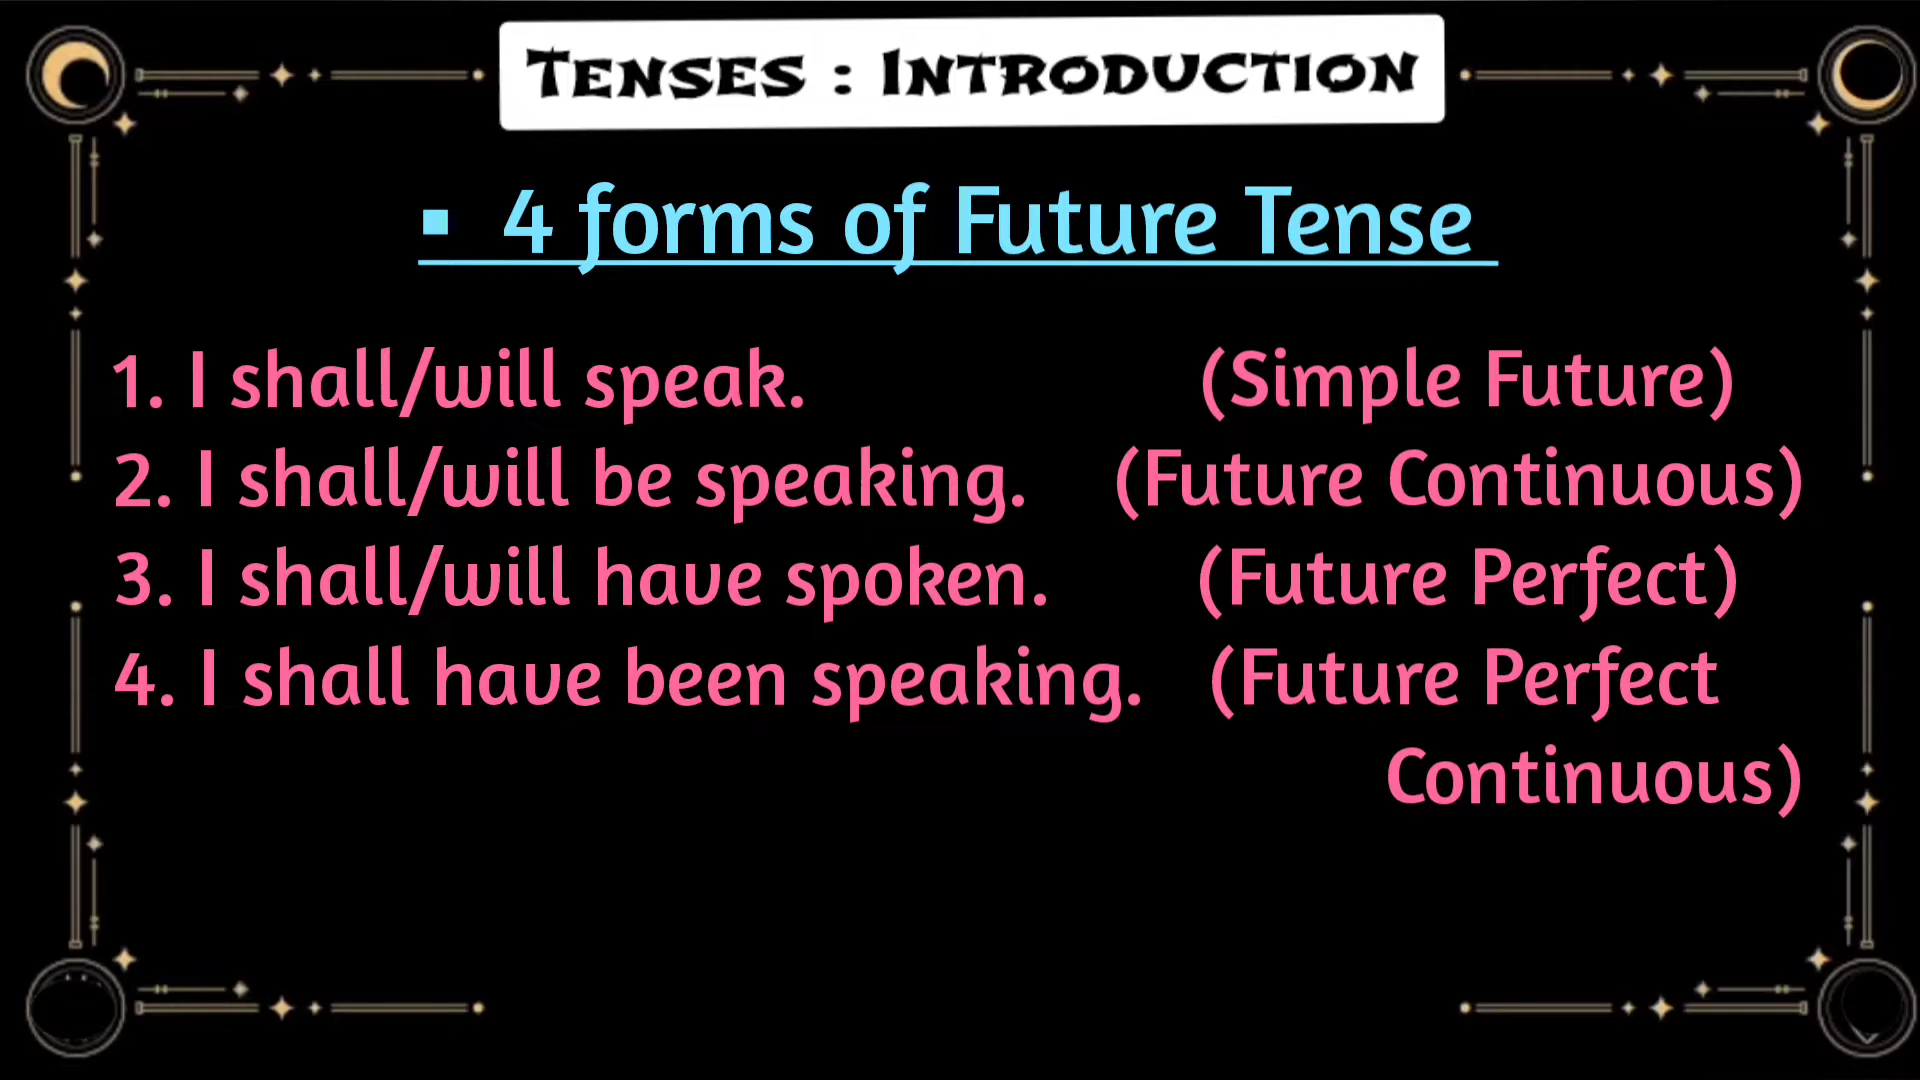 TENSES : INTRODUCTION
▪ 4 forms of Future Tense
1. I shall/will speak. (Simple Future)
2. I shall/will be speaking. (Future Continuous)
3. I shall/will have spoken. (Future Perfect)
4. I shall have been speaking. (Future Perfect
Continuous)